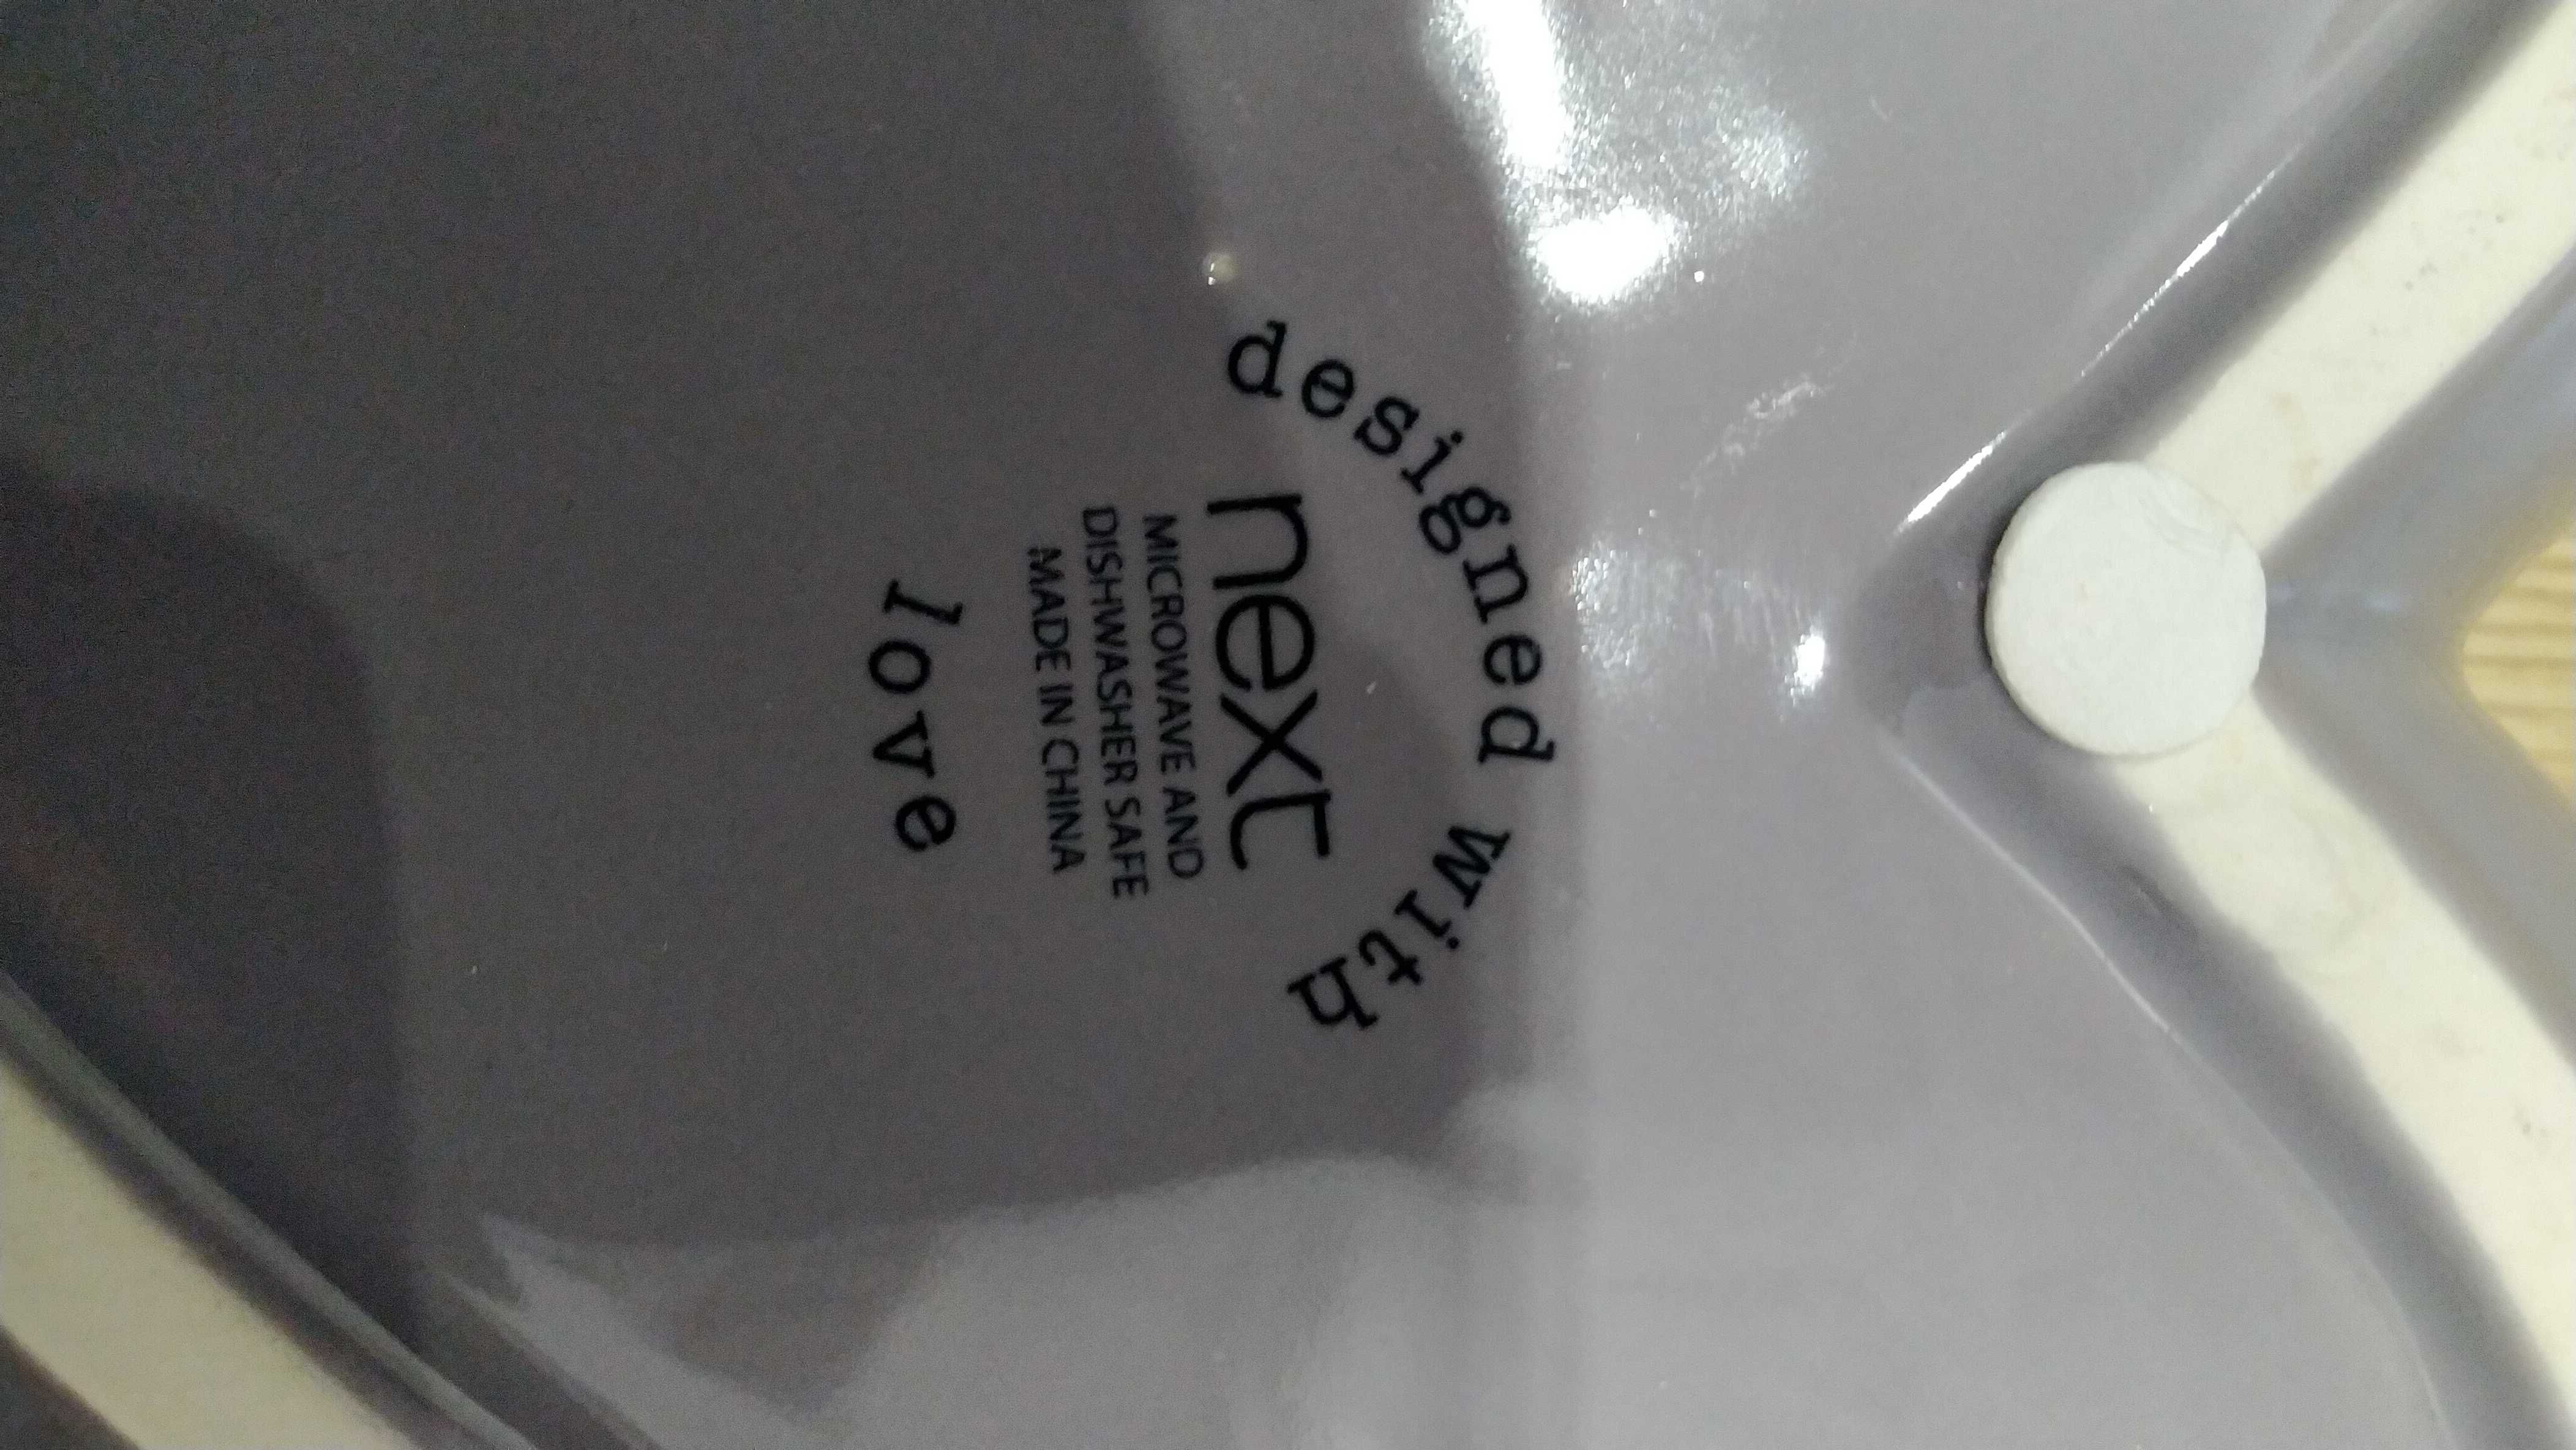 designed with
next
MICROWAVE AND
DISHWASHER SAFE
MADE IN CHINA
love